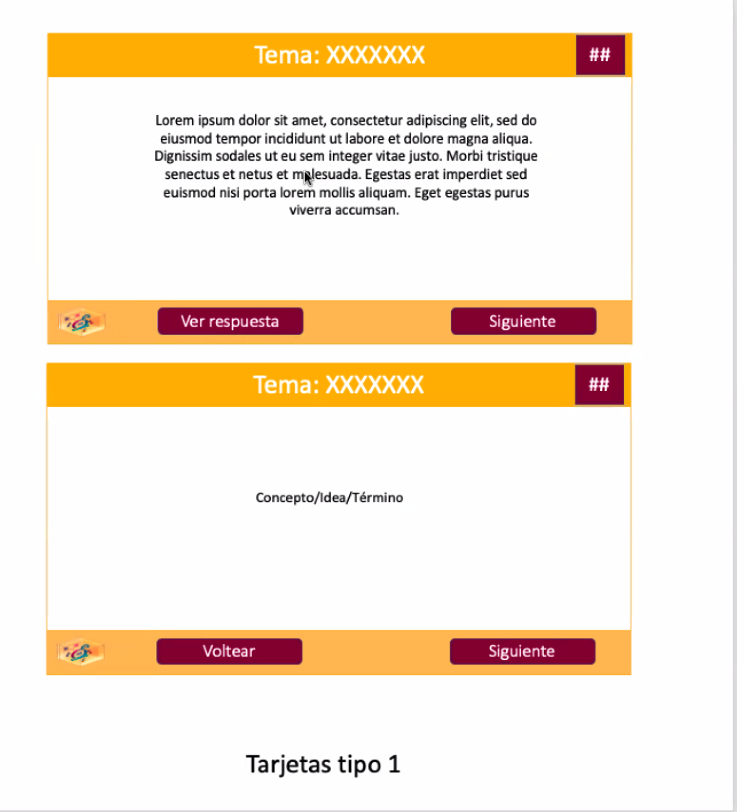 Tema: XXXXXXX
##
Lorem ipsum dolor sit amet, consectetur adipiscing elit, sed do
eiusmod tempor incididunt ut labore et dolore magna aliqua.
Dignissim sodales ut eu sem integer vitae justo. Morbi tristique
senectus et netus et malesuada. Egestas erat imperdiet sed
euismod nisi porta lorem mollis aliquam. Eget egestas purus
viverra accumsan.
Ver respuesta
Siguiente
Tema: XXXXXXX
##
Concepto/Idea/Término
Voltear
Siguiente
Tarjetas tipo 1